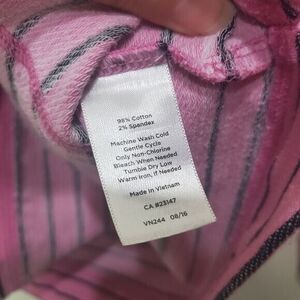 98% Cotton
2% Spandex
Machine Wash Cold
Gentle Cycle
Only Non-Chlorine
Bleach When Needed
Tumble Dry Low
Warm Iron, If Needed
Made in Vietnam
CA #23147
VN244 08/16